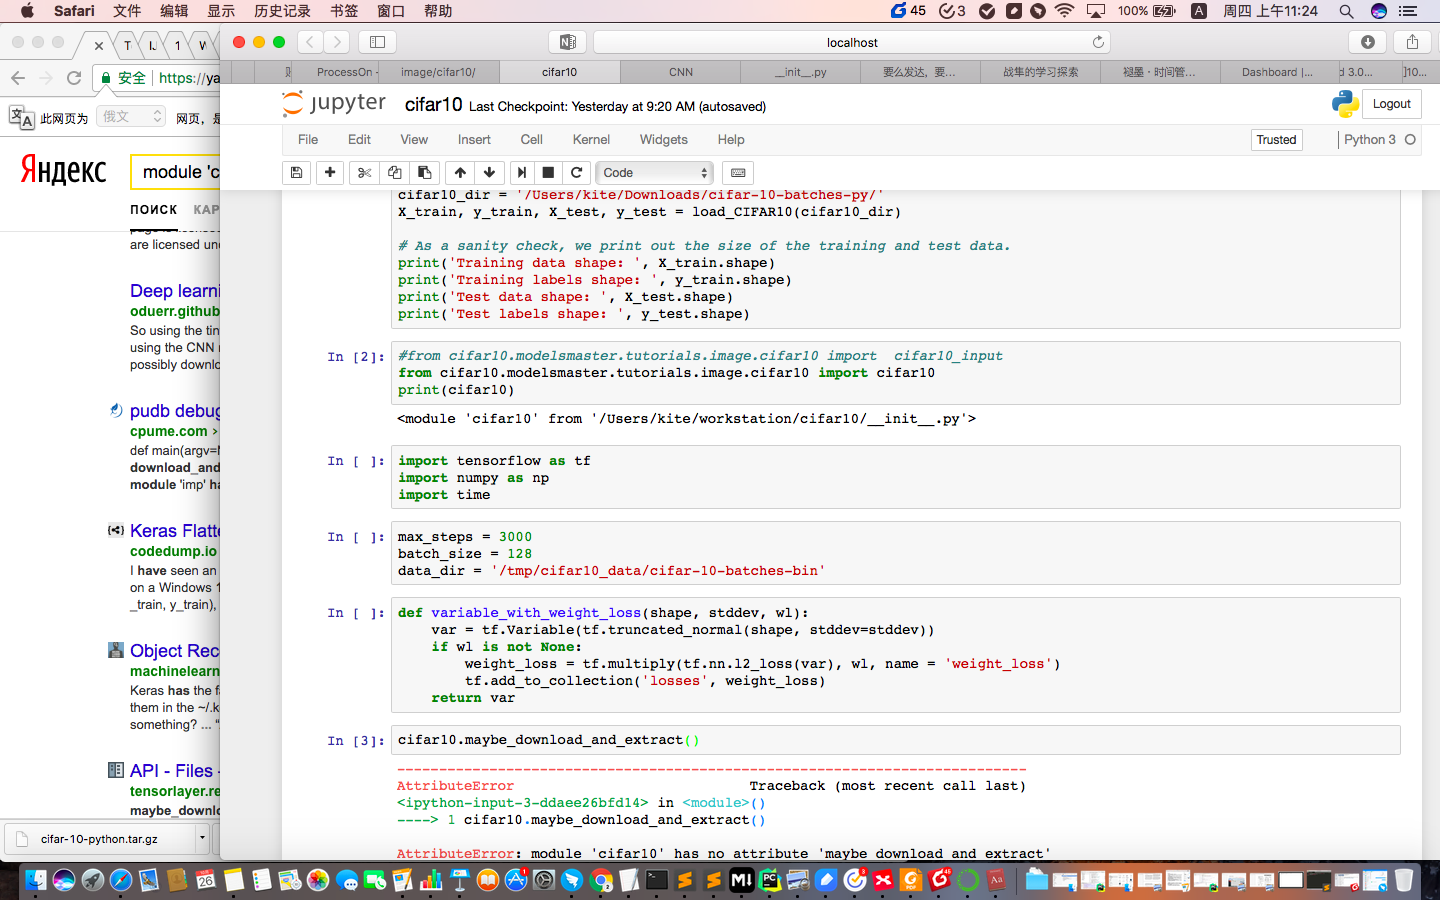 Safari 文件 编辑 显示 历史记录 书签 窗口 帮助 45 3 100% A 周四 上午11:24
localhost
ProcessOn - image/cifar10/ cifar10 CNN __init__.py 要么发达，要... 战隼的学习探索 褪墨 · 时间管... Dashboard |... d 3.0... ]10...
T 1 W
安全 https://ya
此网页为 俄文 网页，
Яндекс
module 'c
ПОИСК КАР
are licensed un
Deep learni
oduerr.github
So using the tin
using the CNN
possibly downlo
pudb debug
cpume.com ›
def main(argv=N
download_and
module 'imp' ha
Keras Flatte
codedump.io
I have seen an
on a Windows 1
_train, y_train),
Object Rec
machinelearn
Keras has the fa
them in the ~/.k
something? ... "
API - Files -
tensorlayer.re
maybe_downlo
cifar-10-python.tar.gz
jupyter cifar10 Last Checkpoint: Yesterday at 9:20 AM (autosaved) Logout
File Edit View Insert Cell Kernel Widgets Help Trusted Python 3
Code
cifar10_dir = '/Users/kite/Downloads/cifar-10-batches-py/'
X_train, y_train, X_test, y_test = load_CIFAR10(cifar10_dir)
# As a sanity check, we print out the size of the training and test data.
print('Training data shape: ', X_train.shape)
print('Training labels shape: ', y_train.shape)
print('Test data shape: ', X_test.shape)
print('Test labels shape: ', y_test.shape)
In [2]: #from cifar10.modelsmaster.tutorials.image.cifar10 import  cifar10_input
from cifar10.modelsmaster.tutorials.image.cifar10 import cifar10
print(cifar10)
<module 'cifar10' from '/Users/kite/workstation/cifar10/__init__.py'>
In [ ]: import tensorflow as tf
import numpy as np
import time
In [ ]: max_steps = 3000
batch_size = 128
data_dir = '/tmp/cifar10_data/cifar-10-batches-bin'
In [ ]: def variable_with_weight_loss(shape, stddev, wl):
var = tf.Variable(tf.truncated_normal(shape, stddev=stddev))
if wl is not None:
weight_loss = tf.multiply(tf.nn.l2_loss(var), wl, name = 'weight_loss')
tf.add_to_collection('losses', weight_loss)
return var
In [3]: cifar10.maybe_download_and_extract()
---------------------------------------------------------------------------
AttributeError Traceback (most recent call last)
<ipython-input-3-ddaee26bfd14> in <module>()
----> 1 cifar10.maybe_download_and_extract()
AttributeError: module 'cifar10' has no attribute 'maybe_download_and_extract'